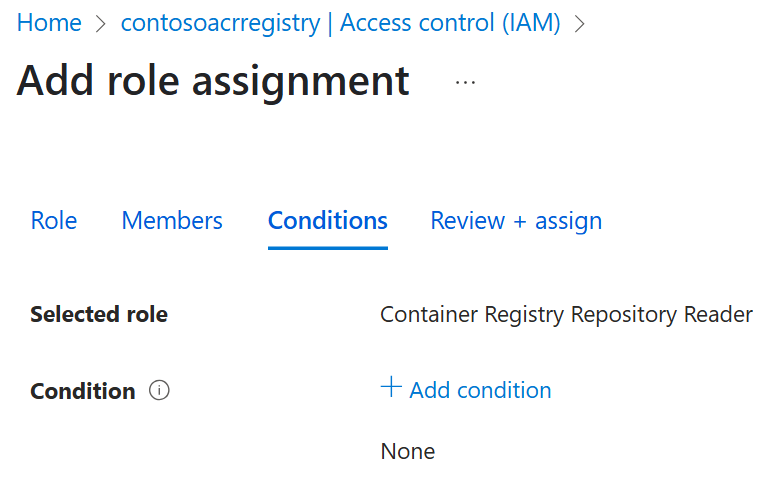 Home > contosoacrregistry | Access control (IAM) >
Add role assignment ...
Role Members Conditions Review + assign
Selected role Container Registry Repository Reader
Condition + Add condition
None